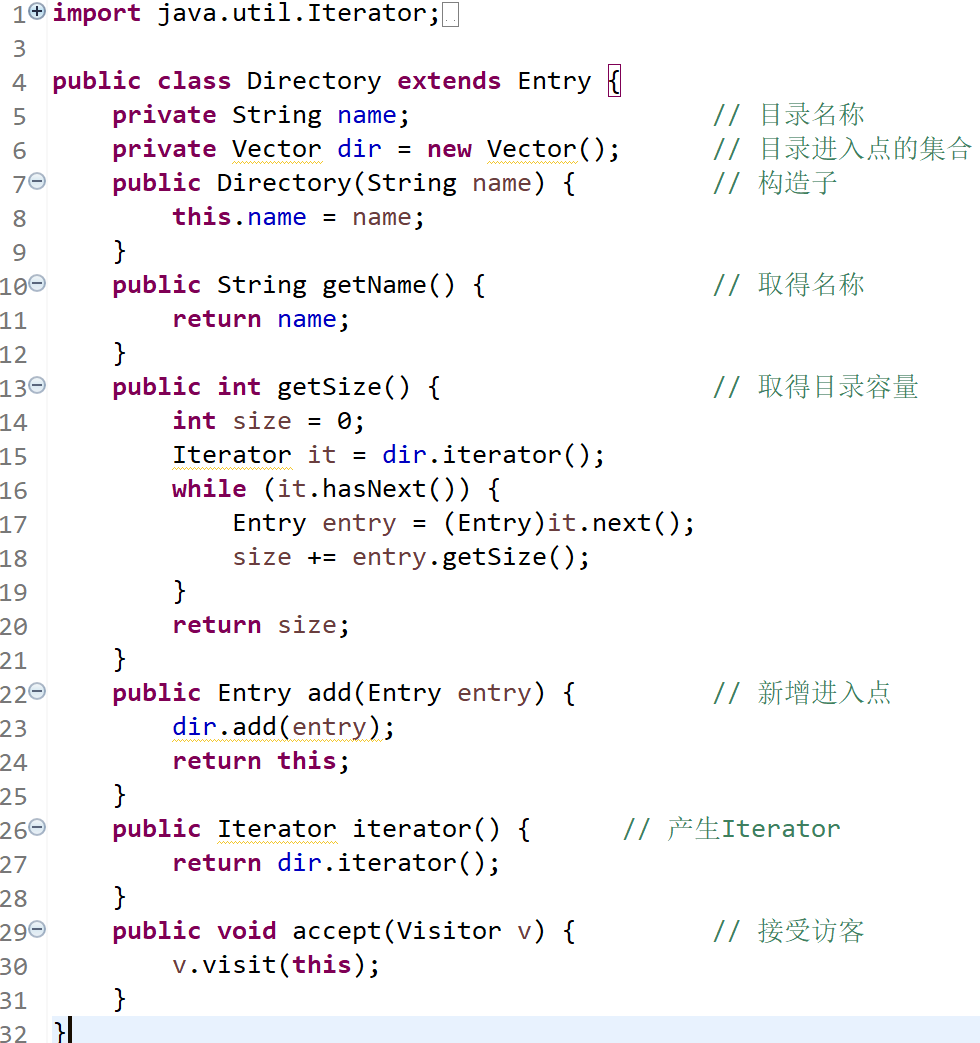 1 import java.util.Iterator;
3
4 public class Directory extends Entry {
5     private String name;                    // 目录名称
6     private Vector dir = new Vector();      // 目录进入点的集合
7     public Directory(String name) {         // 构造子
8         this.name = name;
9     }
10     public String getName() {               // 取得名称
11         return name;
12     }
13     public int getSize() {                  // 取得目录容量
14         int size = 0;
15         Iterator it = dir.iterator();
16         while (it.hasNext()) {
17             Entry entry = (Entry)it.next();
18             size += entry.getSize();
19         }
20         return size;
21     }
22     public Entry add(Entry entry) {         // 新增进入点
23         dir.add(entry);
24         return this;
25     }
26     public Iterator iterator() {      // 产生Iterator
27         return dir.iterator();
28     }
29     public void accept(Visitor v) {         // 接受访客
30         v.visit(this);
31     }
32 }